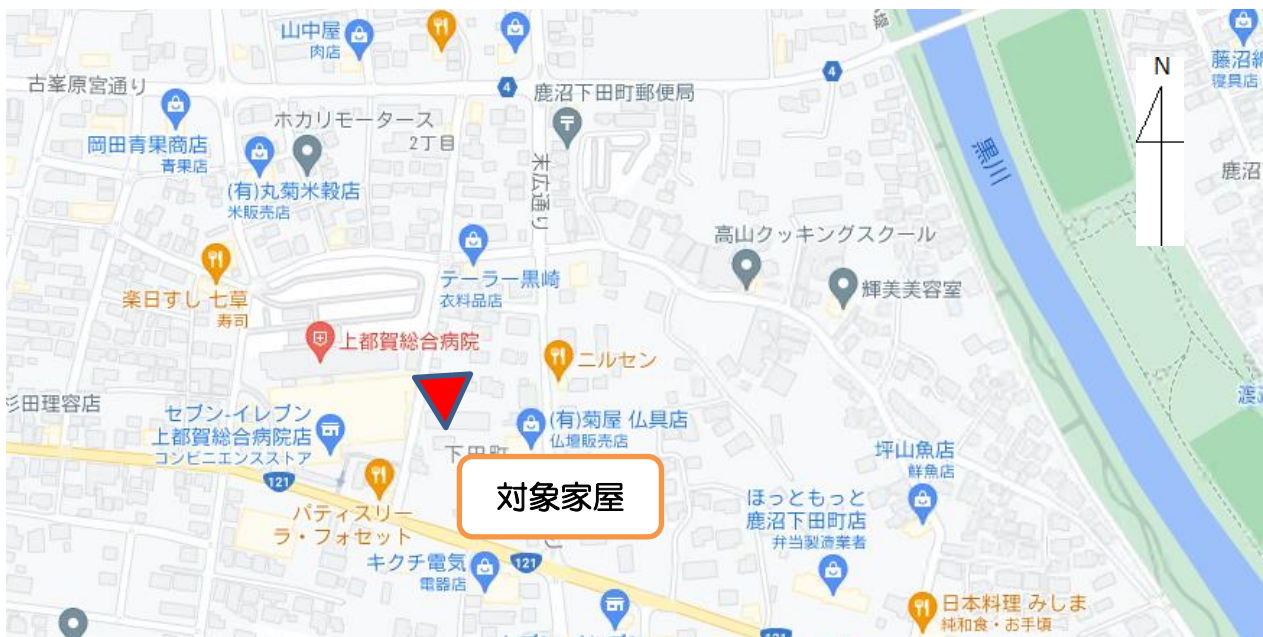 山中屋
肉店
古峯原宮通り
4
4
N
鹿沼下田町郵便局
ホカリモータース
2丁目
岡田青果商店
青果店
(有)丸菊米穀店
米販売店
末広通り
黒川
寝具店
鹿沼
高山クッキングスクール
輝美美容室
テーラー黒崎
衣料品店
楽日すし 七草
寿司
上都賀総合病院
ニルセン
杉田理容店
セブン-イレブン
上都賀総合病院店
コンビニエンスストア
(有)菊屋 仏具店
仏壇販売店
下田町
対象家屋
121
パティスリー
ラ・フォセット
キクチ電気
電器店
121
坪山魚店
鮮魚店
ほっともっと
鹿沼下田町店
弁当製造業者
日本料理 みしま
純和食・お手頃
121